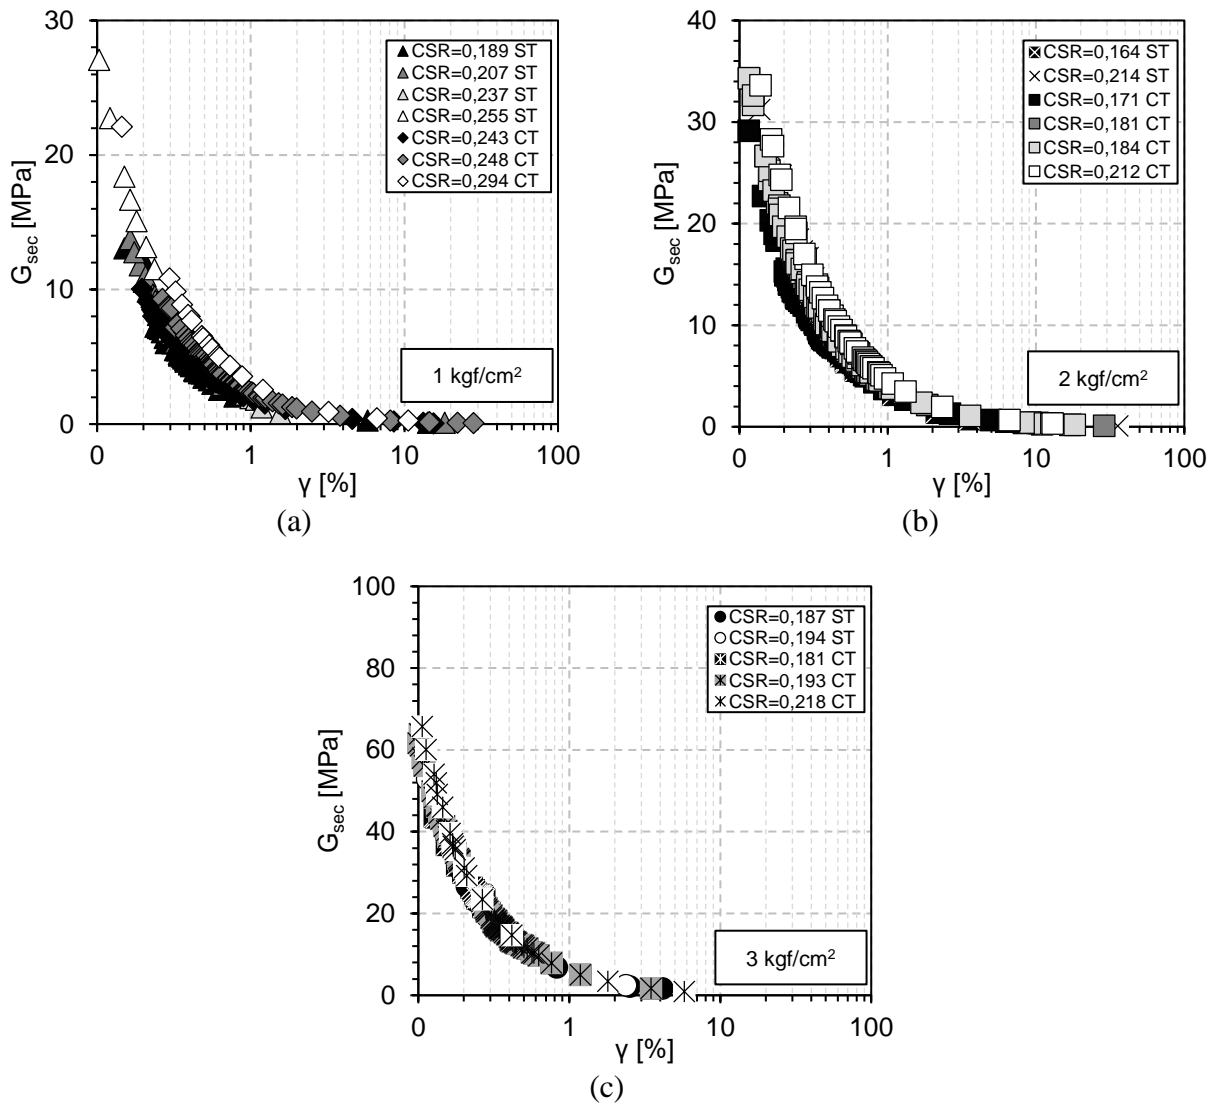 30
20
10
0
G_sec [MPa]
CSR=0,189 ST
CSR=0,207 ST
CSR=0,237 ST
CSR=0,255 ST
CSR=0,243 CT
CSR=0,248 CT
CSR=0,294 CT
1 kgf/cm²
0 1 10 100
γ [%]
(a)
40
30
20
10
0
G_sec [MPa]
CSR=0,164 ST
CSR=0,214 ST
CSR=0,171 CT
CSR=0,181 CT
CSR=0,184 CT
CSR=0,212 CT
2 kgf/cm²
0 1 10 100
γ [%]
(b)
100
80
60
40
20
0
G_sec [MPa]
CSR=0,187 ST
CSR=0,194 ST
CSR=0,181 CT
CSR=0,193 CT
CSR=0,218 CT
3 kgf/cm²
0 1 10 100
γ [%]
(c)